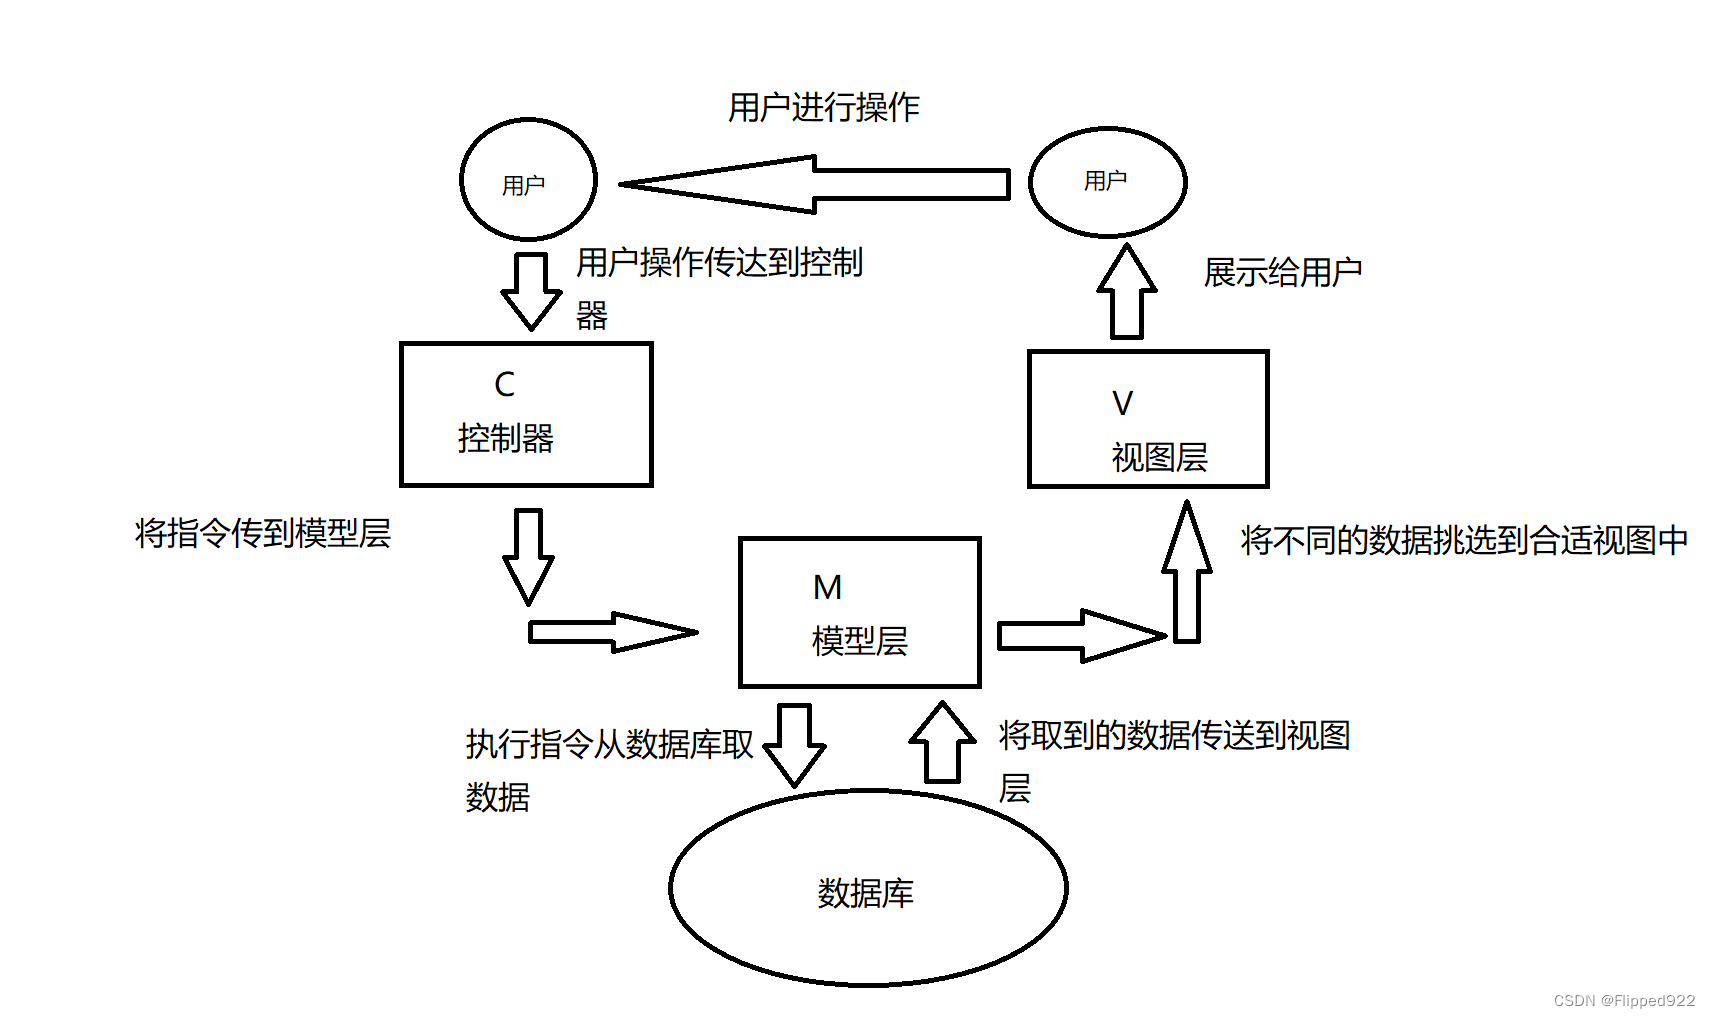 用户进行操作
用户
用户
用户操作传达到控制
器
展示给用户
C
控制器
V
视图层
将指令传到模型层
将不同的数据挑选到合适视图中
M
模型层
执行指令从数据库取
数据
将取到的数据传送到视图
层
数据库
CSDN @Flipped922